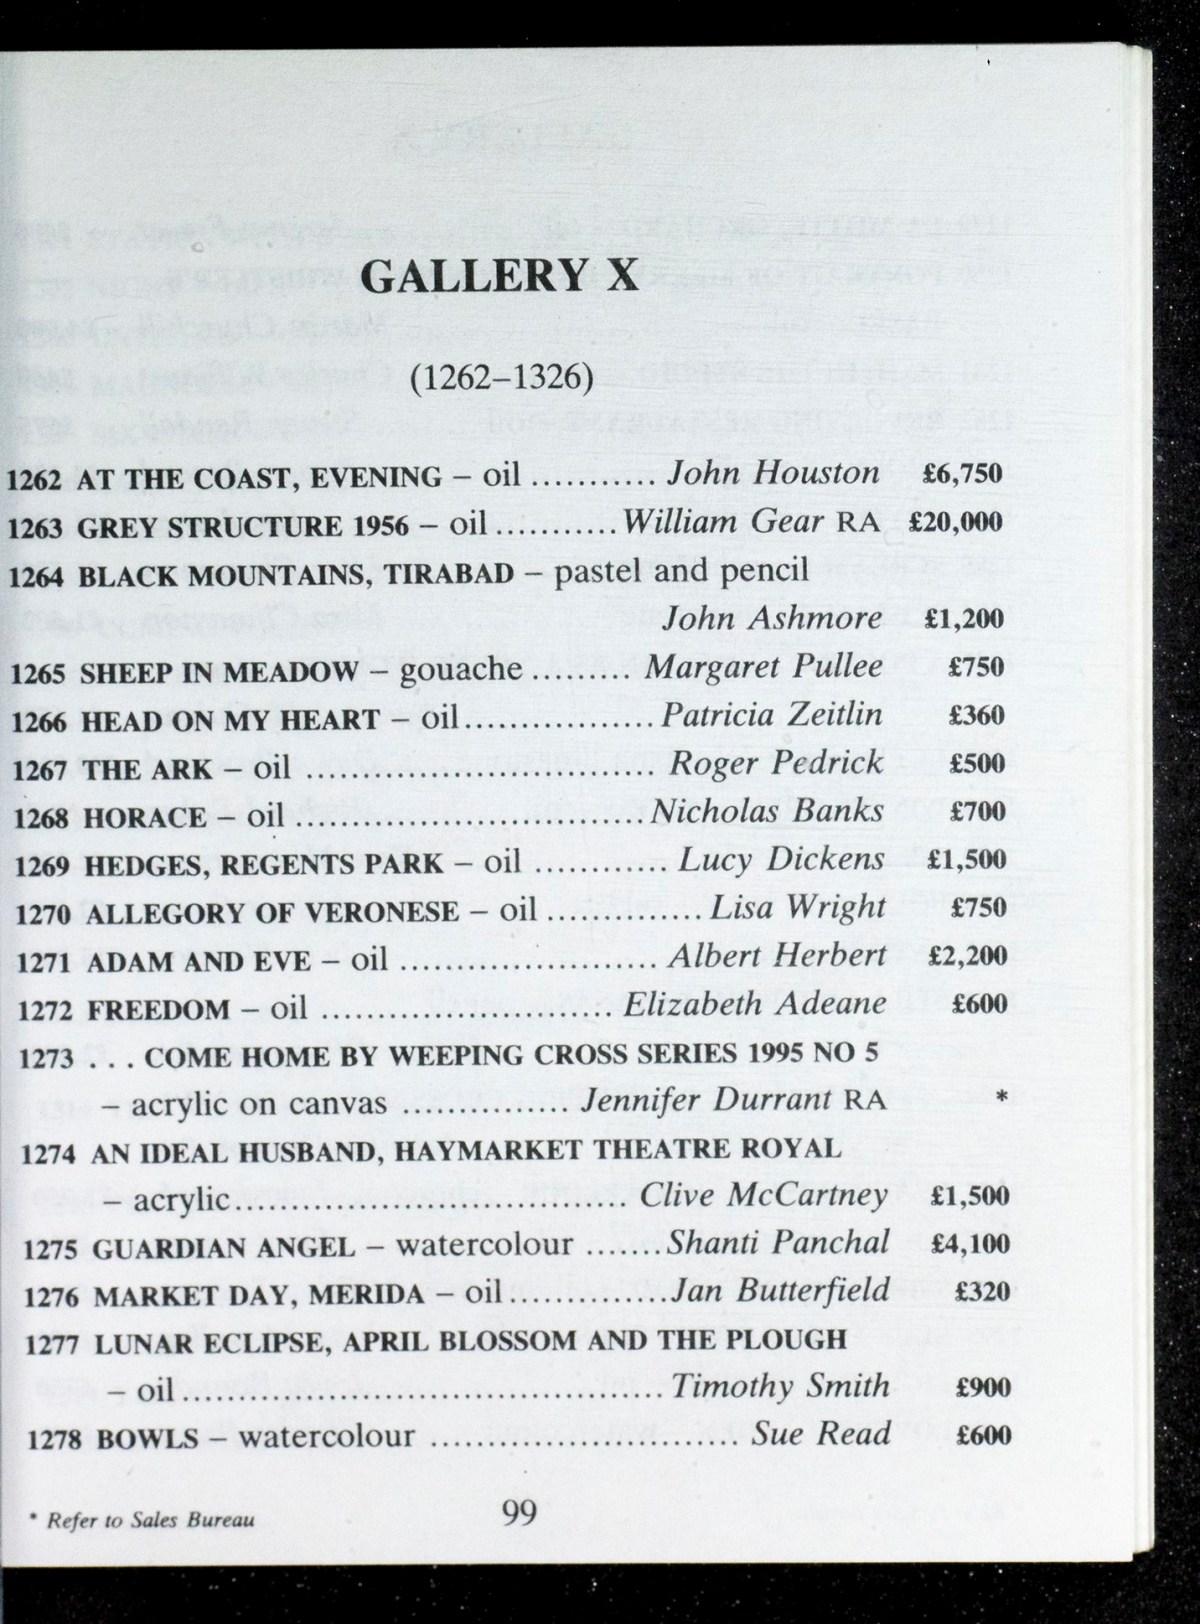 GALLERY X
(1262–1326)
1262 AT THE COAST, EVENING – oil ........... John Houston £6,750
1263 GREY STRUCTURE 1956 – oil ........... William Gear RA £20,000
1264 BLACK MOUNTAINS, TIRABAD – pastel and pencil
John Ashmore £1,200
1265 SHEEP IN MEADOW – gouache ......... Margaret Pullee £750
1266 HEAD ON MY HEART – oil ................. Patricia Zeitlin £360
1267 THE ARK – oil ............................... Roger Pedrick £500
1268 HORACE – oil ............................... Nicholas Banks £700
1269 HEDGES, REGENTS PARK – oil ............ Lucy Dickens £1,500
1270 ALLEGORY OF VERONESE – oil .............. Lisa Wright £750
1271 ADAM AND EVE – oil ....................... Albert Herbert £2,200
1272 FREEDOM – oil .......................... Elizabeth Adeane £600
1273 . . . COME HOME BY WEEPING CROSS SERIES 1995 NO 5
– acrylic on canvas ............... Jennifer Durrant RA *
1274 AN IDEAL HUSBAND, HAYMARKET THEATRE ROYAL
– acrylic ................................... Clive McCartney £1,500
1275 GUARDIAN ANGEL – watercolour ....... Shanti Panchal £4,100
1276 MARKET DAY, MERIDA – oil .............. Jan Butterfield £320
1277 LUNAR ECLIPSE, APRIL BLOSSOM AND THE PLOUGH
– oil ........................................... Timothy Smith £900
1278 BOWLS – watercolour ........................... Sue Read £600
* Refer to Sales Bureau 99